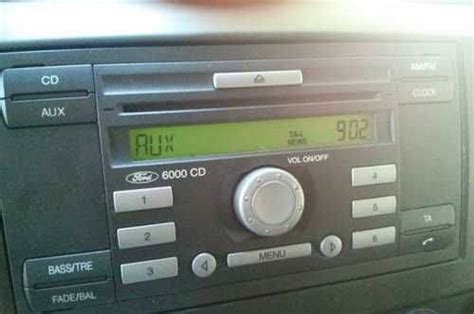 CD
AM/FM
AUX
CLOCK
AUX TA-L NEWS 902
Ford 6000 CD
VOL ON/OFF
1
4
2
5
3
6
TA
MENU
BASS/TRE
FADE/BAL